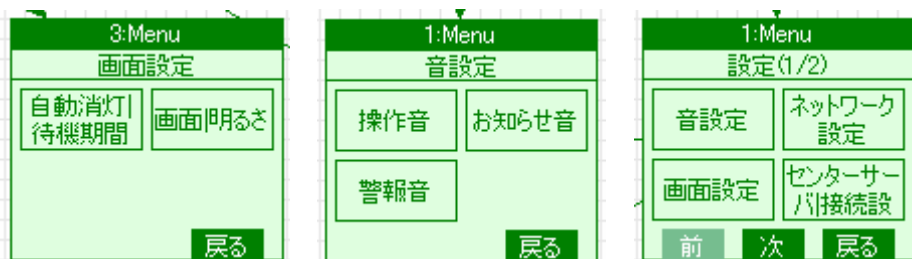 3:Menu
画面設定
自動消灯|
待機期間
画面|明るさ
戻る
1:Menu
音設定
操作音
お知らせ音
警報音
戻る
1:Menu
設定(1/2)
音設定
ネットワーク
設定
画面設定
センターサー
バ|接続設
前
次
戻る